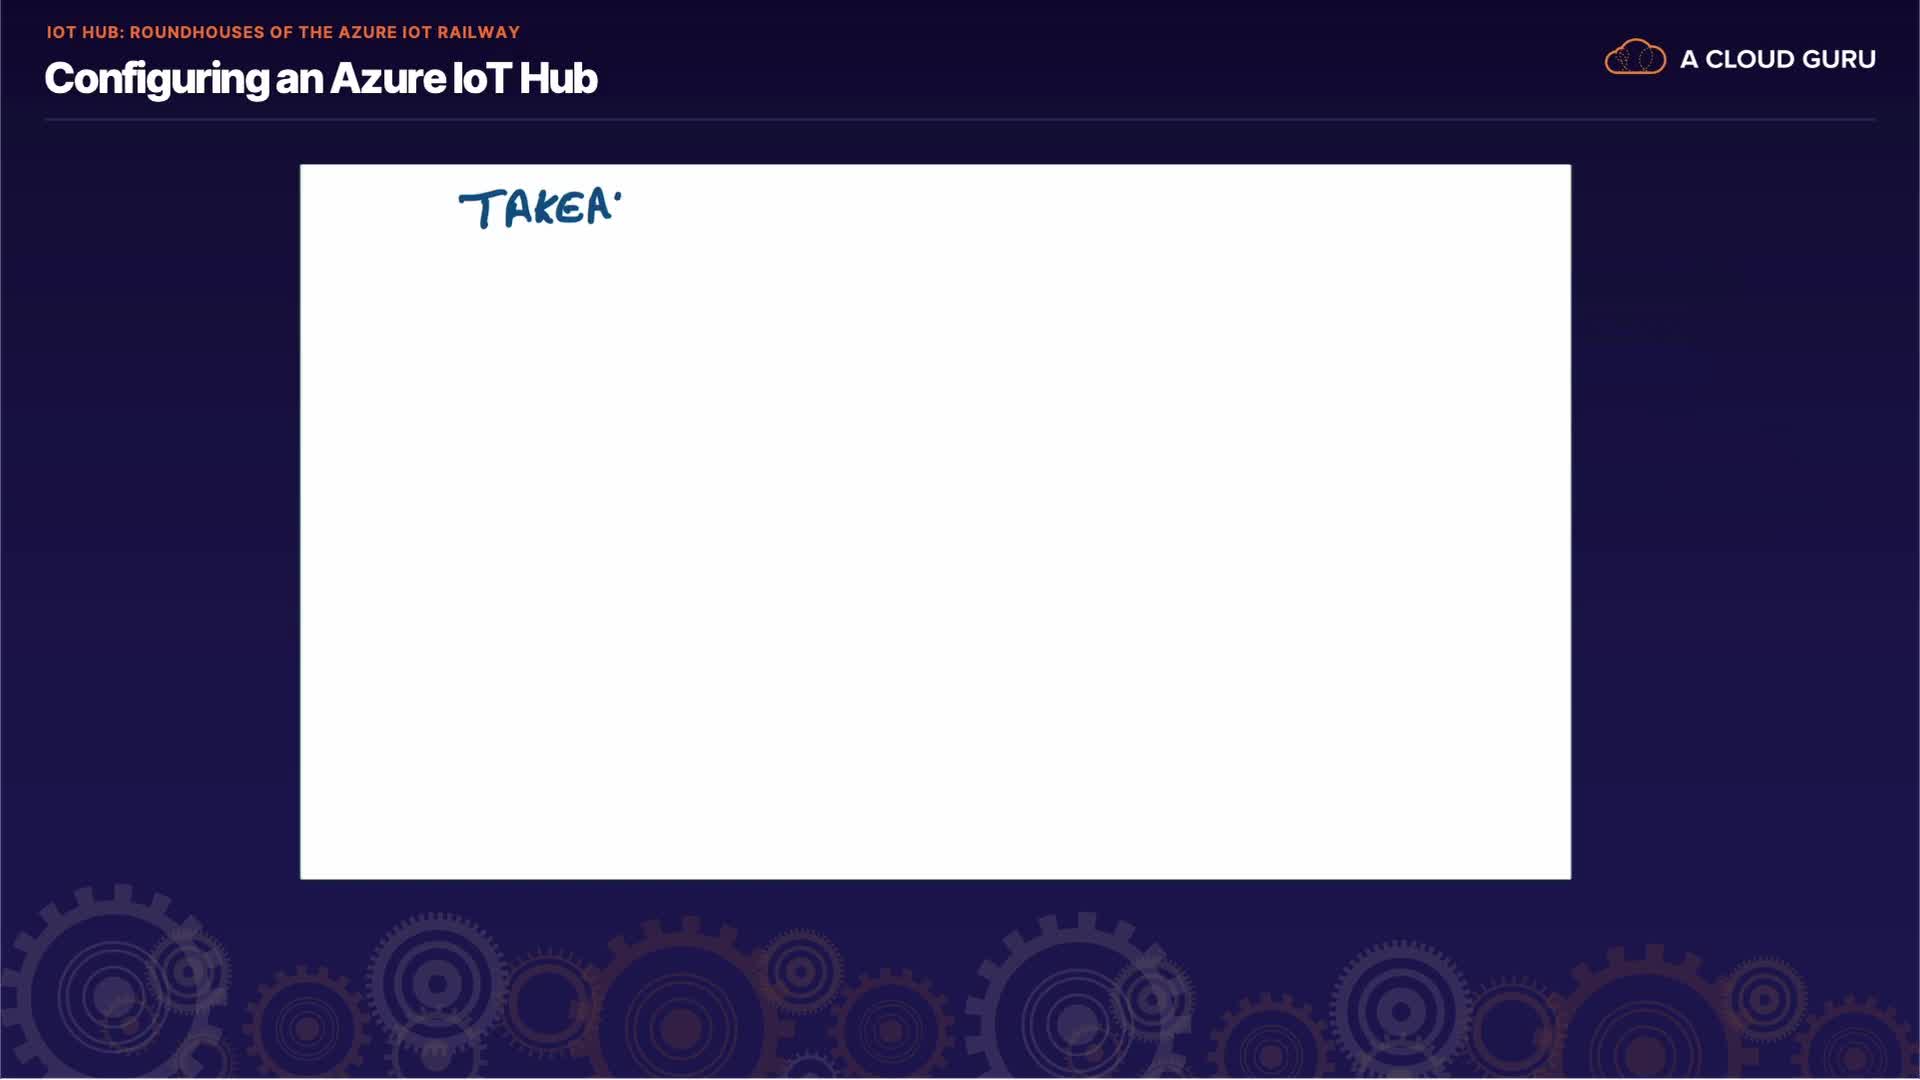 IOT HUB: ROUNDHOUSES OF THE AZURE IOT RAILWAY
Configuring an Azure IoT Hub
A CLOUD GURU
TAKEA